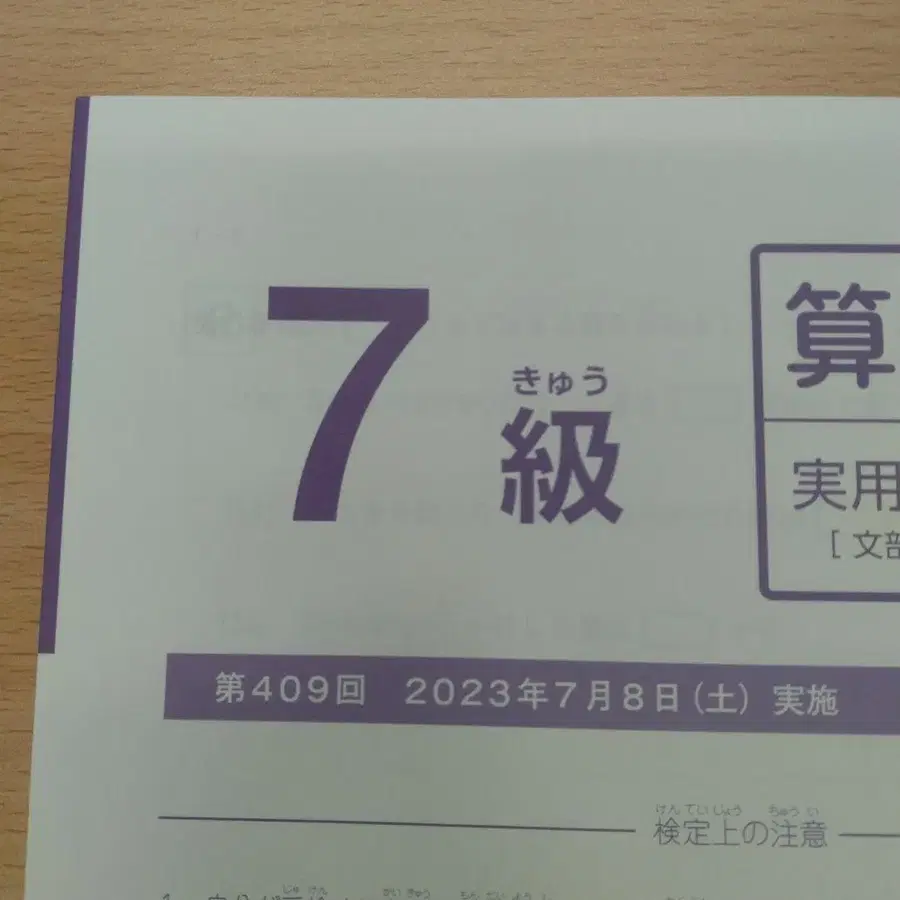 7
きゅう
級
算
実用
[文部
第409回 2023年7月8日(土) 実施
けんていじょう ちゅうい
検定上の注意